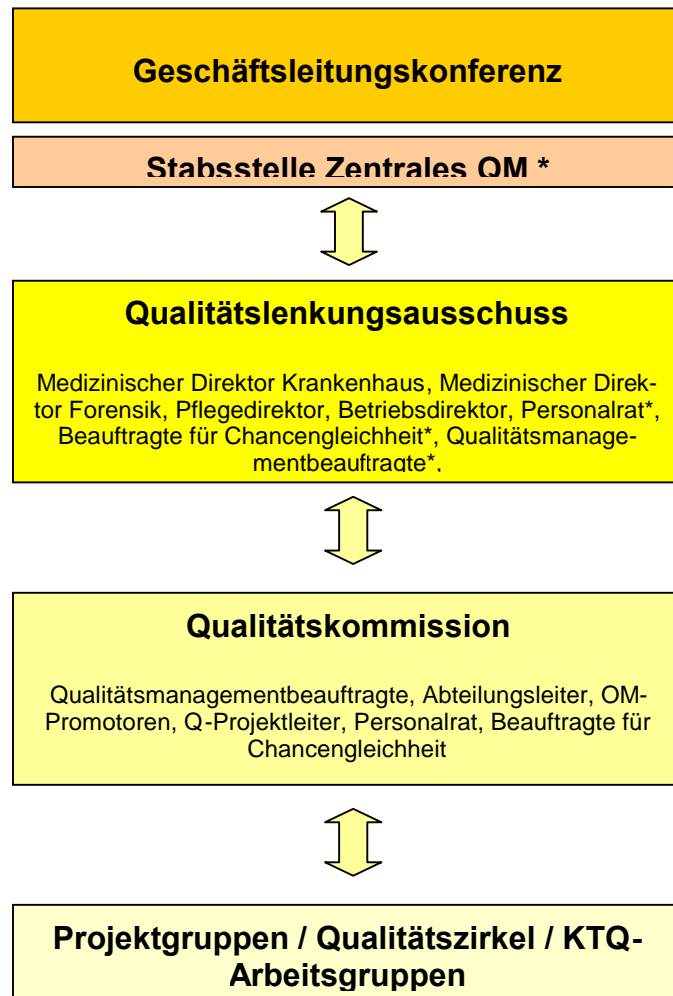 Geschäftsleitungskonferenz
Stabsstelle Zentrales QM *
Qualitätslenkungsausschuss
Medizinischer Direktor Krankenhaus, Medizinischer Direk-
tor Forensik, Pflegedirektor, Betriebsdirektor, Personalrat*,
Beauftragte für Chancengleichheit*, Qualitätsmanage-
mentbeauftragte*,
Qualitätskommission
Qualitätsmanagementbeauftragte, Abteilungsleiter, QM-
Promotoren, Q-Projektleiter, Personalrat, Beauftragte für
Chancengleichheit
Projektgruppen / Qualitätszirkel / KTQ-
Arbeitsgruppen